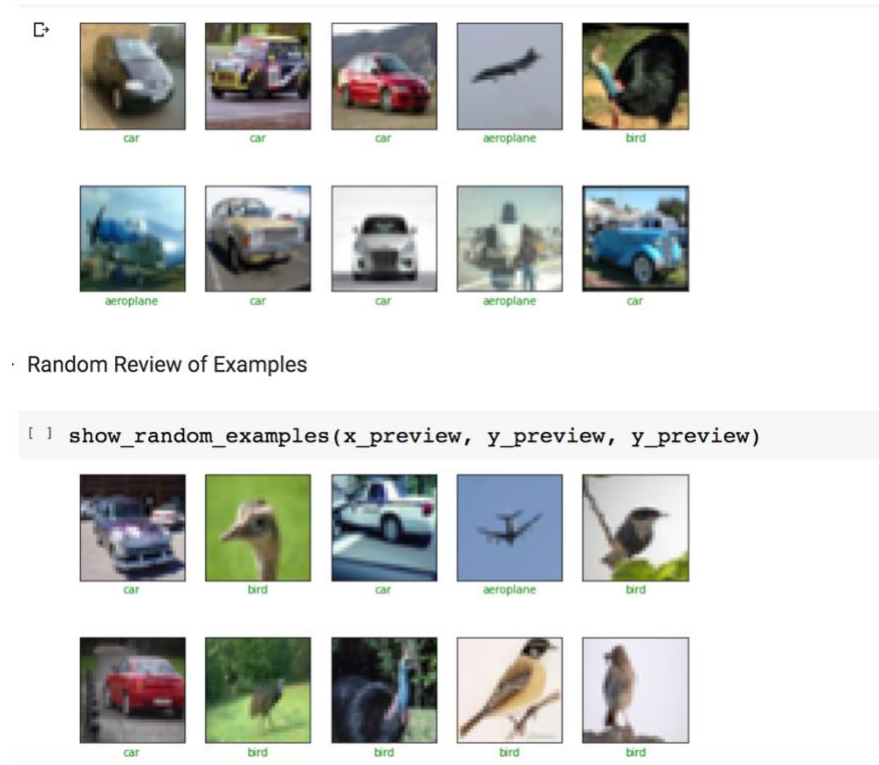 car car car aeroplane bird
aeroplane car car aeroplane car
Random Review of Examples
[ ] show_random_examples(x_preview, y_preview, y_preview)
car bird car aeroplane bird
car bird bird bird bird